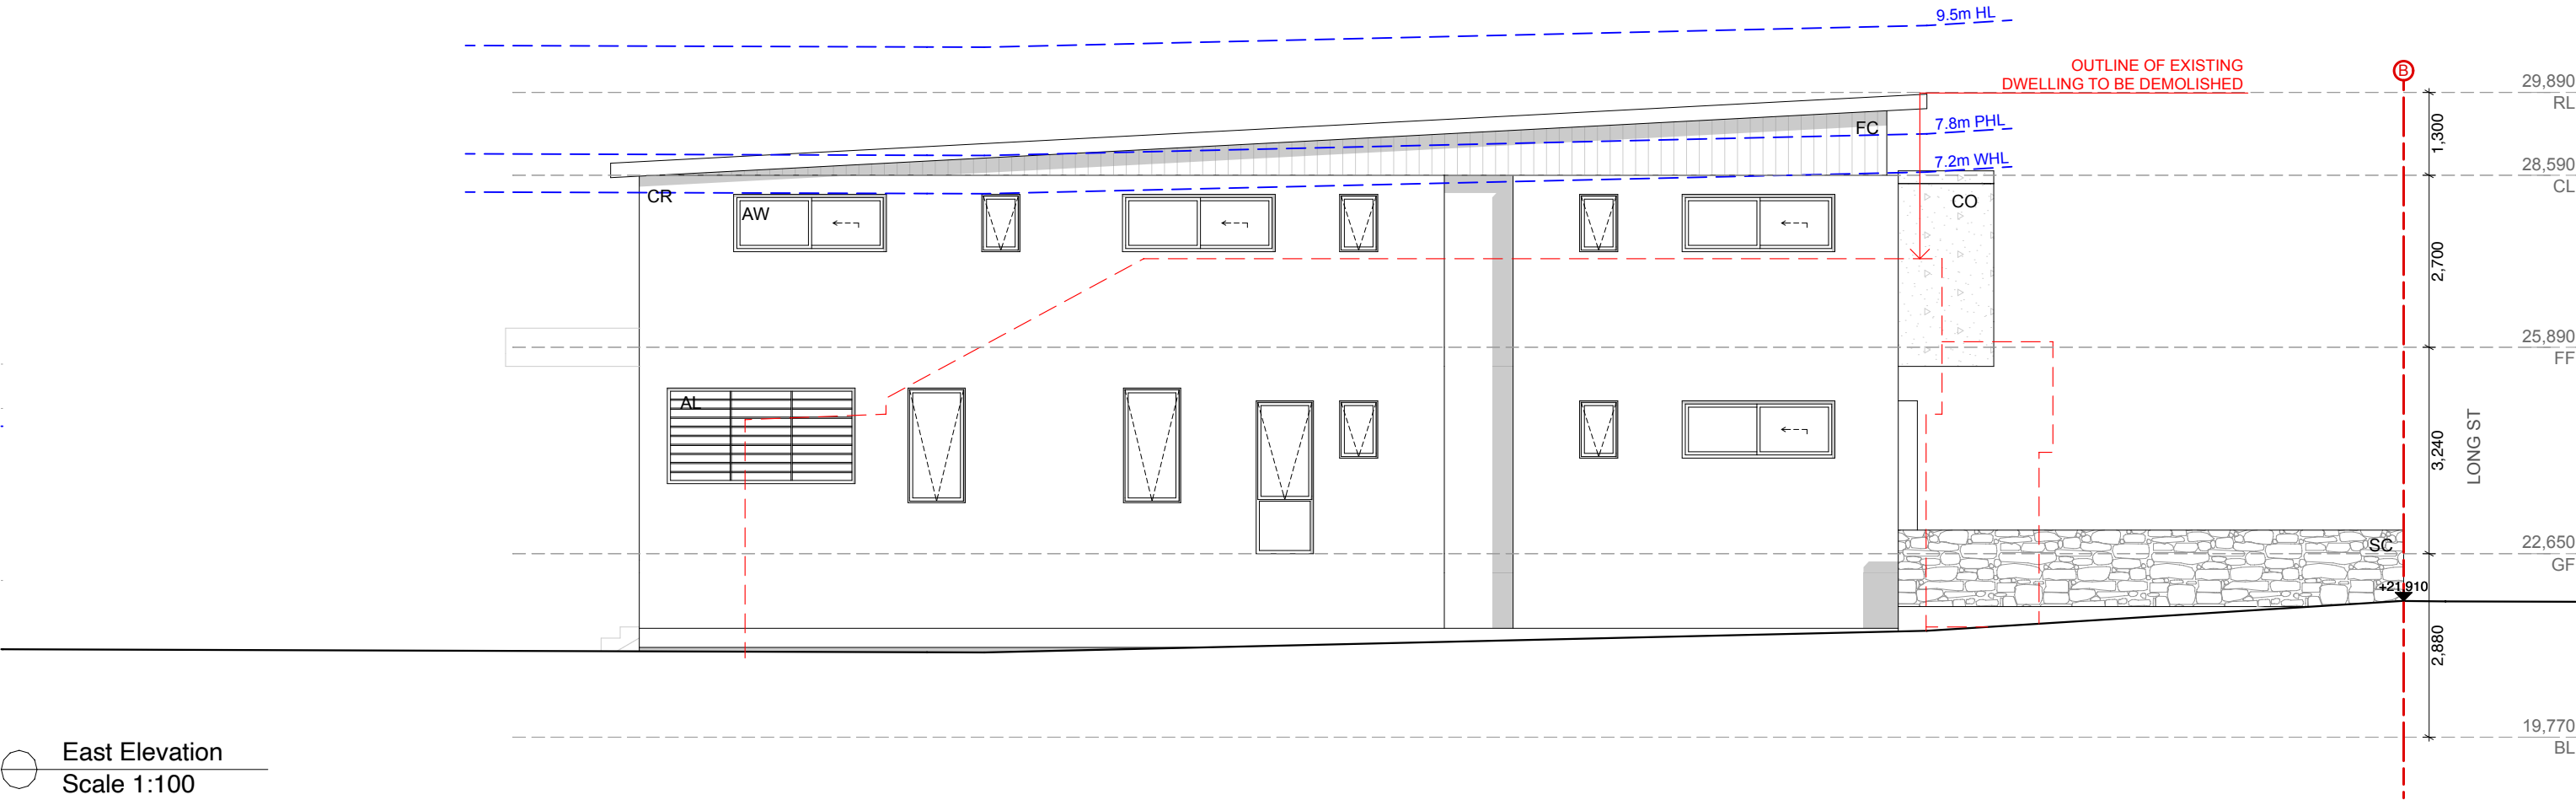 9.5m HL
OUTLINE OF EXISTING
DWELLING TO BE DEMOLISHED
B
29,890
RL
1,300
FC
7.8m PHL
7.2m WHL
28,590
CL
CR
AW
CO
2,700
25,890
FF
AL
3,240
LONG ST
22,650
GF
SC
+21,910
2,880
19,770
BL
East Elevation
Scale 1:100